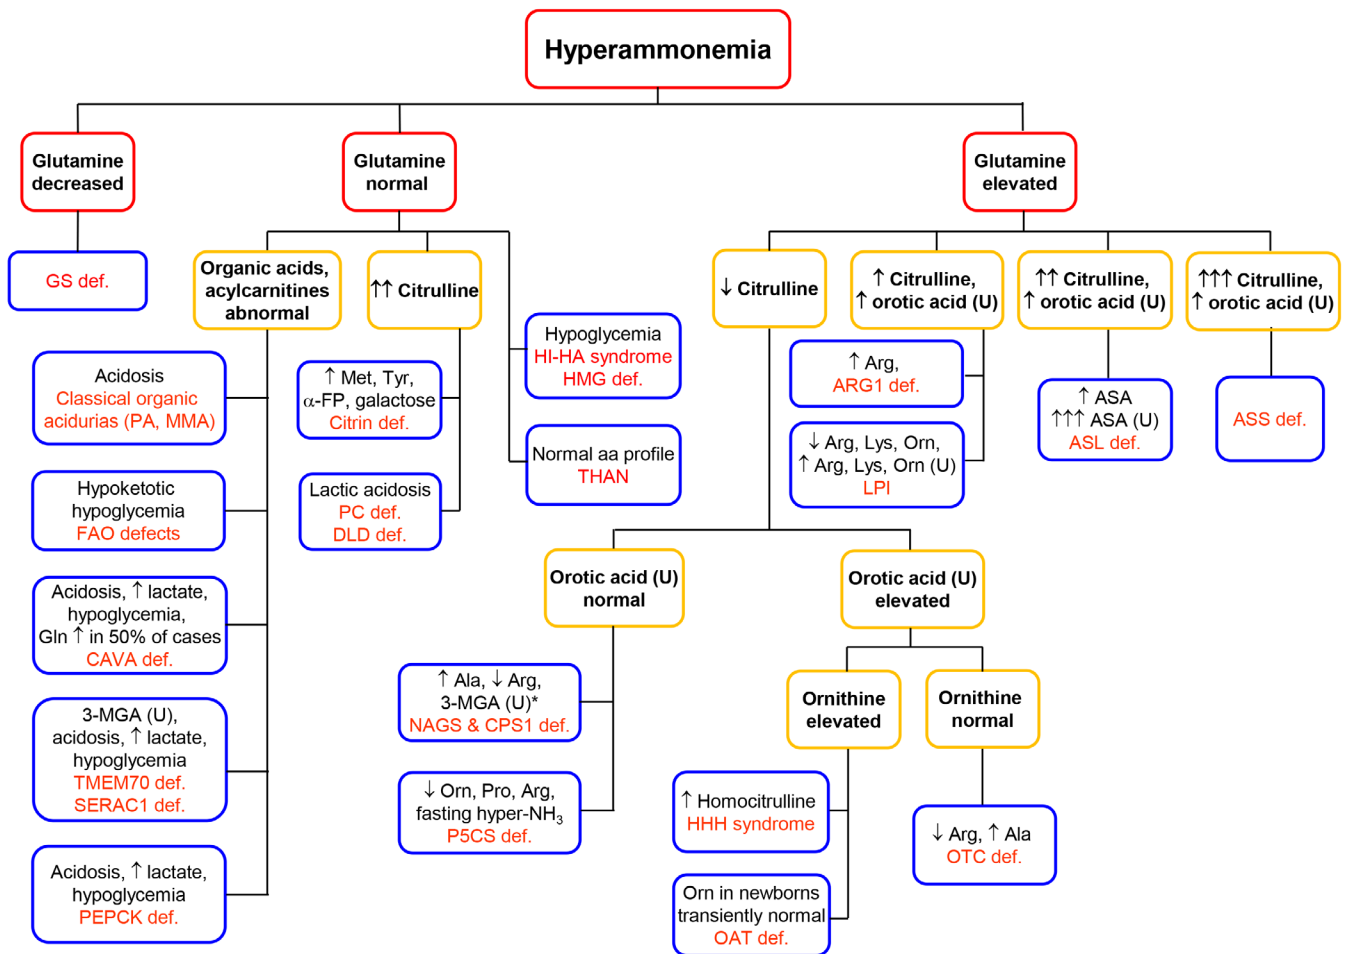 Hyperammonemia
Glutamine
decreased
Glutamine
normal
Glutamine
elevated
GS def.
Organic acids,
acylcarnitines
abnormal
↑↑ Citrulline
↓ Citrulline
↑ Citrulline,
↑ orotic acid (U)
↑↑ Citrulline,
↑ orotic acid (U)
↑↑↑ Citrulline,
↑ orotic acid (U)
Acidosis
Classical organic
acidurias (PA, MMA)
Hypoketotic
hypoglycemia
FAO defects
Acidosis, ↑ lactate,
hypoglycemia,
Gln ↑ in 50% of cases
CAVA def.
3-MGA (U),
acidosis, ↑ lactate,
hypoglycemia
TMEM70 def.
SERAC1 def.
Acidosis, ↑ lactate,
hypoglycemia
PEPCK def.
↑ Met, Tyr,
α-FP, galactose
Citrin def.
Lactic acidosis
PC def.
DLD def.
Hypoglycemia
HI-HA syndrome
HMG def.
Normal aa profile
THAN
↑ Arg,
ARG1 def.
↓ Arg, Lys, Orn,
↑ Arg, Lys, Orn (U)
LPI
↑ ASA
↑↑↑ ASA (U)
ASL def.
ASS def.
Orotic acid (U)
normal
Orotic acid (U)
elevated
↑ Ala, ↓ Arg,
3-MGA (U)*
NAGS & CPS1 def.
↓ Orn, Pro, Arg,
fasting hyper-NH₃
P5CS def.
Ornithine
elevated
Ornithine
normal
↑ Homocitrulline
HHH syndrome
Orn in newborns
transiently normal
OAT def.
↓ Arg, ↑ Ala
OTC def.